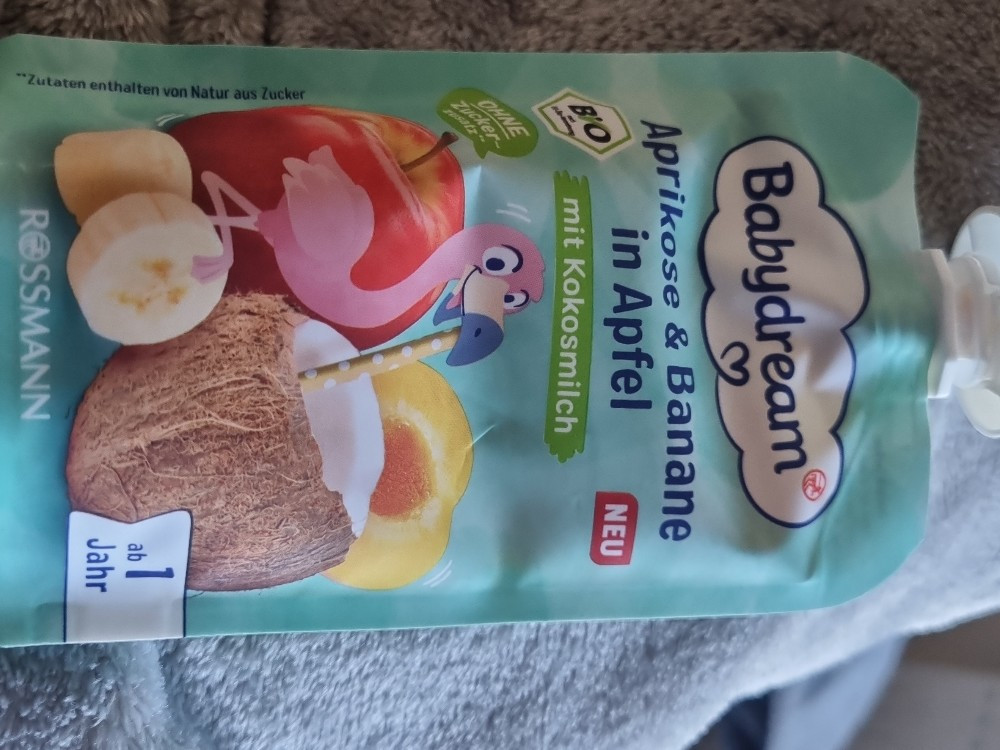 Babydream
Aprikose & Banane
in Apfel
mit Kokosmilch
NEU
BiO
OHNE
Zucker-
zusatz**
ab 1
Jahr
**Zutaten enthalten von Natur aus Zucker
ROSSMANN